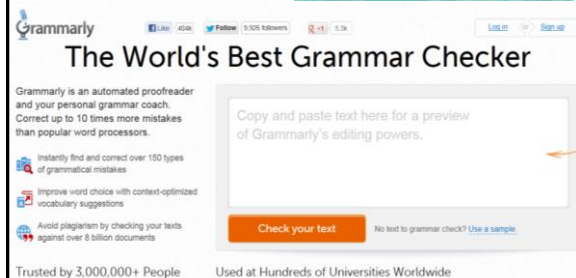 Grammarly
Like 404k Follow 9,926 followers +1 5.3k
Log in or Sign up
The World's Best Grammar Checker
Grammarly is an automated proofreader
and your personal grammar coach.
Correct up to 10 times more mistakes
than popular word processors.
Instantly find and correct over 150 types
of grammatical mistakes
Improve word choice with context-optimized
vocabulary suggestions
Avoid plagiarism by checking your texts
against over 8 billion documents
Copy and paste text here for a preview
of Grammarly's editing powers.
Check your text
No text to grammar check? Use a sample.
Trusted by 3,000,000+ People
Used at Hundreds of Universities Worldwide